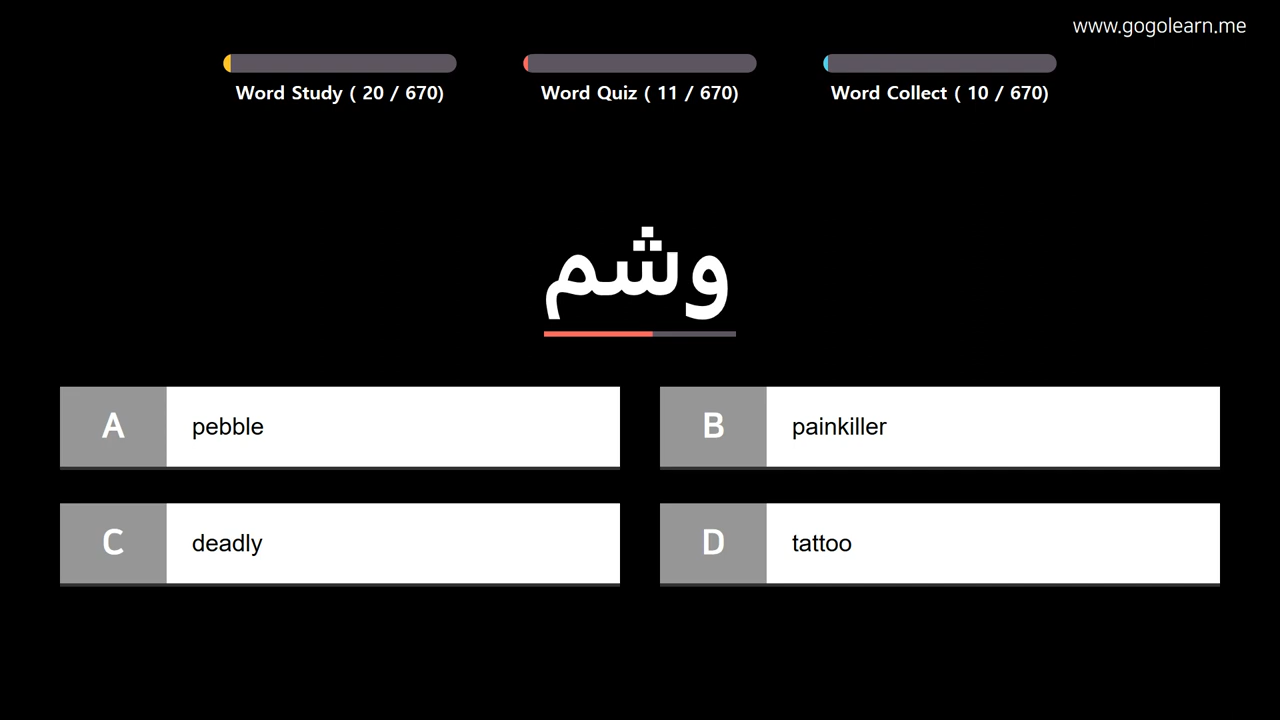 www.gogolearn.me
Word Study ( 20 / 670)
Word Quiz ( 11 / 670)
Word Collect ( 10 / 670)
وشم
A pebble
B painkiller
C deadly
D tattoo